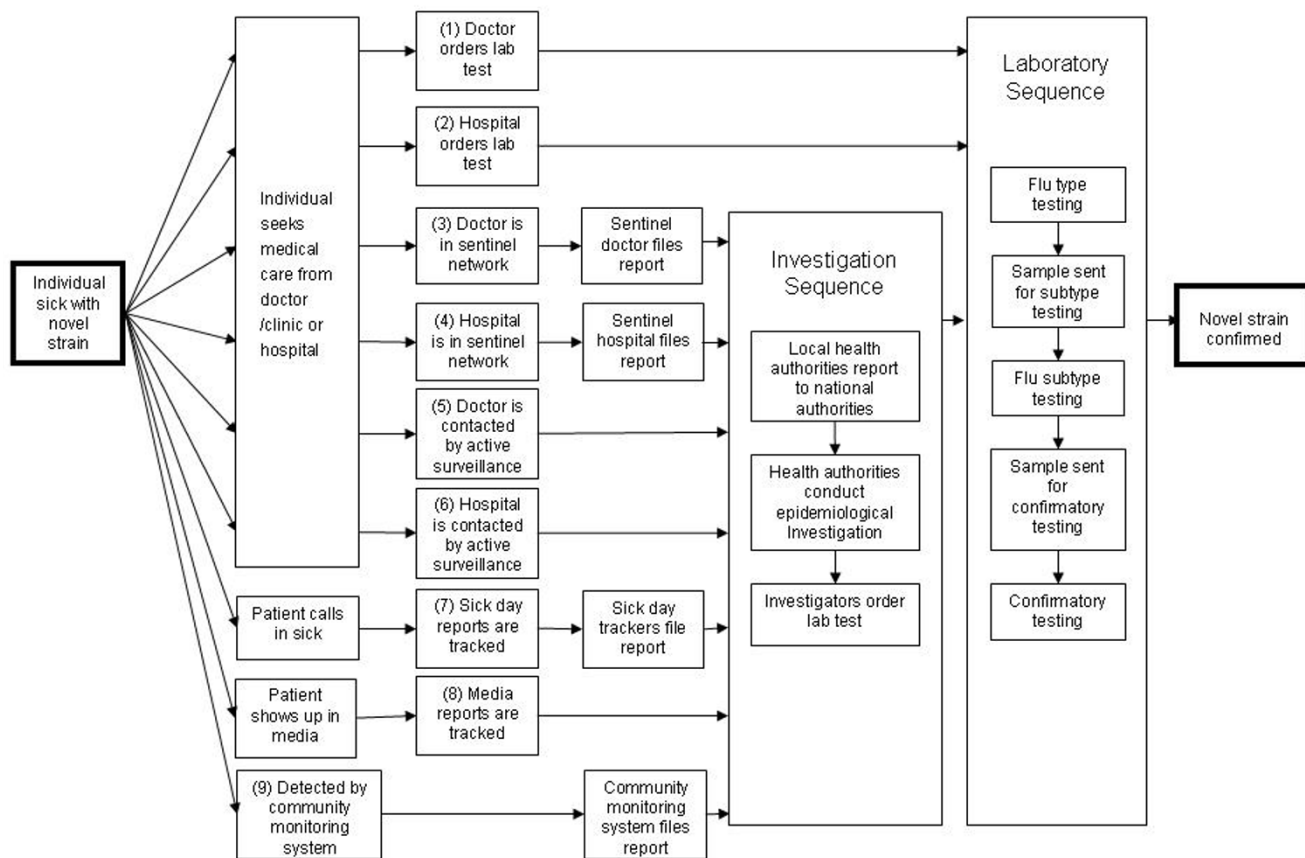 Individual
sick with
novel
strain
Individual
seeks
medical
care from
doctor
/clinic or
hospital
Patient calls
in sick
Patient
shows up in
media
(9) Detected by
community
monitoring
system
(1) Doctor
orders lab
test
(2) Hospital
orders lab
test
(3) Doctor is
in sentinel
network
(4) Hospital
is in sentinel
network
(5) Doctor is
contacted
by active
surveillance
(6) Hospital
is contacted
by active
surveillance
(7) Sick day
reports are
tracked
(8) Media
reports are
tracked
Sentinel
doctor files
report
Sentinel
hospital files
report
Sick day
trackers file
report
Community
monitoring
system files
report
Investigation
Sequence
Local health
authorities report
to national
authorities
Health authorities
conduct
epidemiological
Investigation
Investigators order
lab test
Laboratory
Sequence
Flu type
testing
Sample sent
for subtype
testing
Flu subtype
testing
Sample sent
for
confirmatory
testing
Confirmatory
testing
Novel strain
confirmed